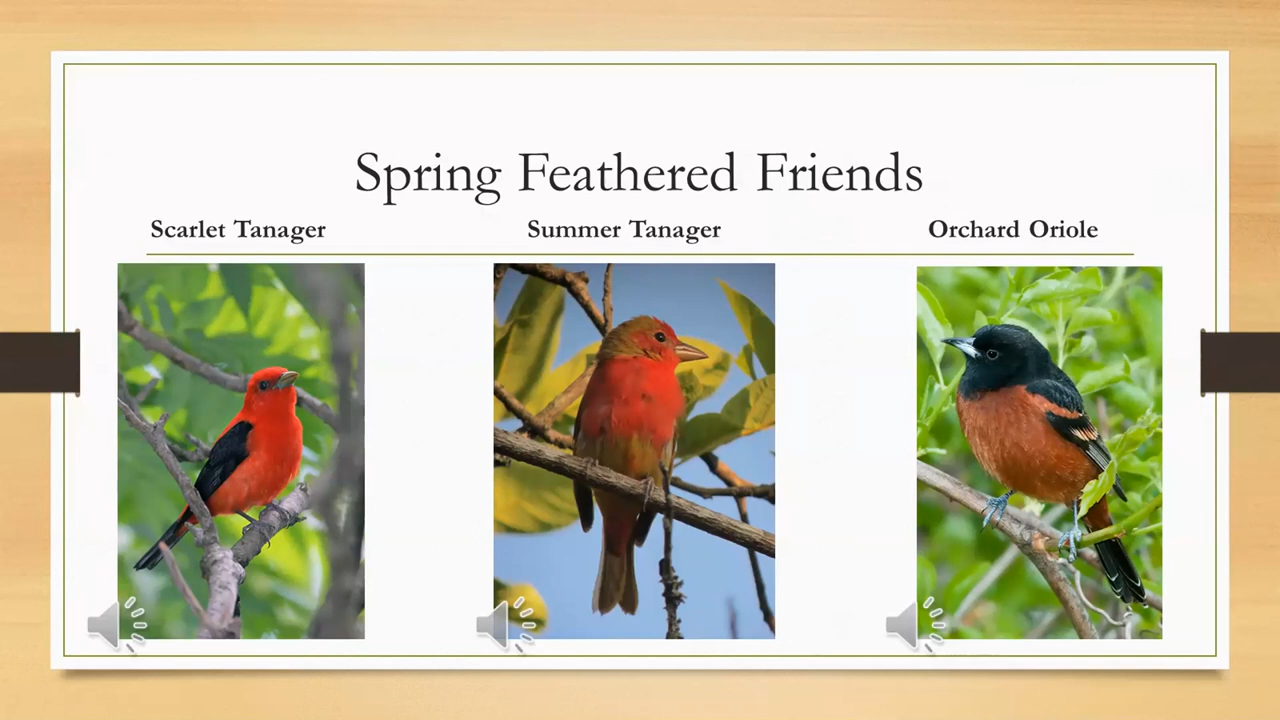 Spring Feathered Friends
Scarlet Tanager
Summer Tanager
Orchard Oriole